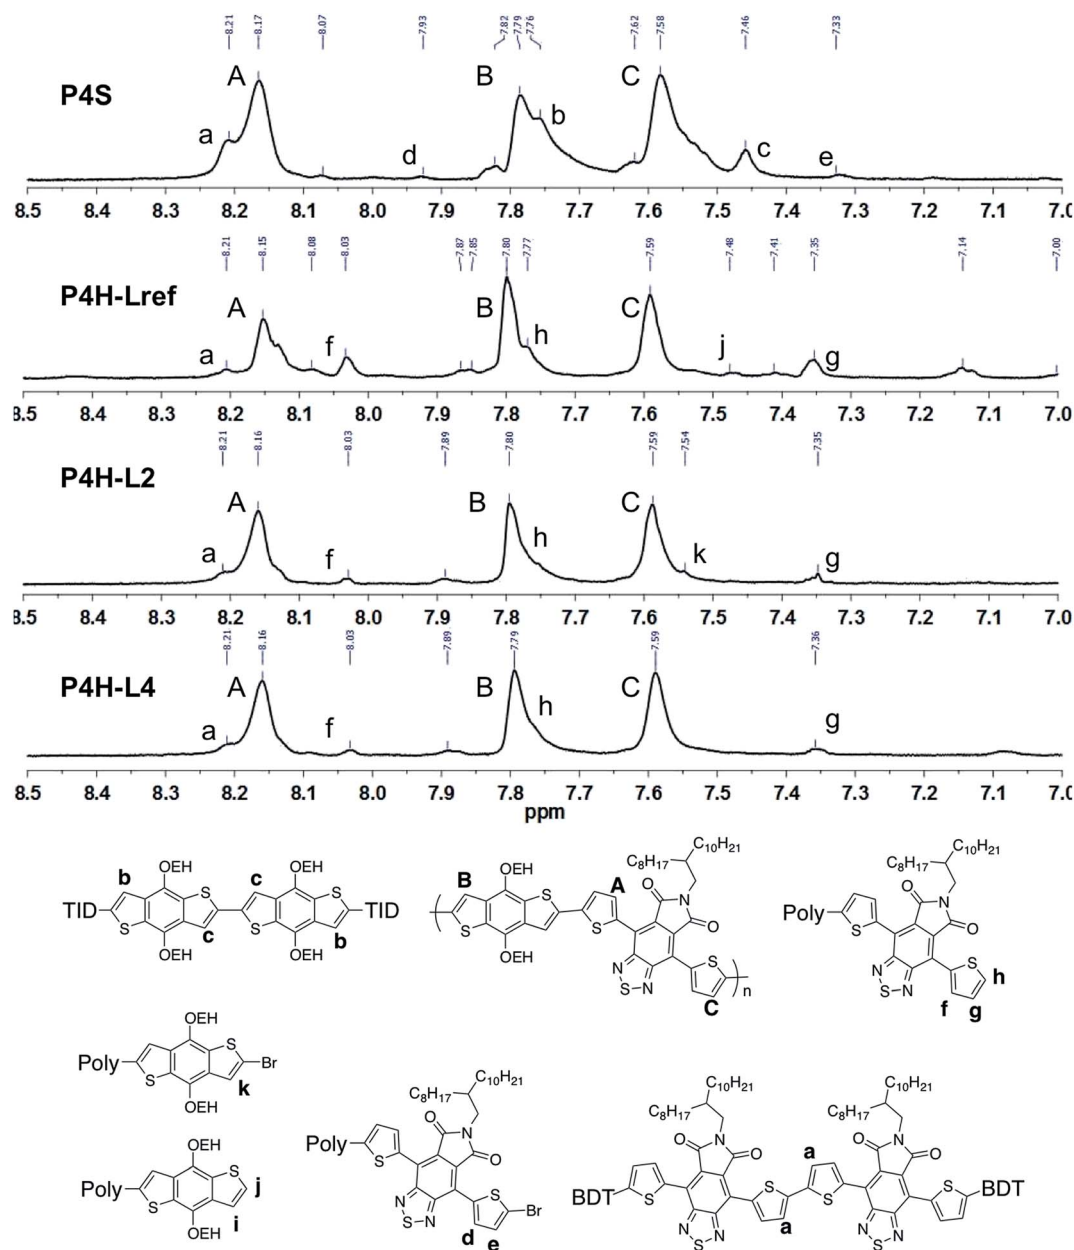 8.21 8.17 8.07 7.93 7.82 7.79 7.76 7.62 7.58 7.46 7.33
P4S
a A d B b C c e
8.5 8.4 8.3 8.2 8.1 8.0 7.9 7.8 7.7 7.6 7.5 7.4 7.3 7.2 7.1 7.0
8.21 8.15 8.08 8.03 7.87 7.85 7.80 7.77 7.59 7.48 7.41 7.35 7.14 7.00
P4H-Lref
a A f B h C j g
8.5 8.4 8.3 8.2 8.1 8.0 7.9 7.8 7.7 7.6 7.5 7.4 7.3 7.2 7.1 7.0
8.21 8.16 8.03 7.89 7.80 7.59 7.54 7.35
P4H-L2
a A f B h C k g
8.5 8.4 8.3 8.2 8.1 8.0 7.9 7.8 7.7 7.6 7.5 7.4 7.3 7.2 7.1 7.0
8.21 8.16 8.03 7.89 7.79 7.59 7.36
P4H-L4
a A f B h C g
8.5 8.4 8.3 8.2 8.1 8.0 7.9 7.8 7.7 7.6 7.5 7.4 7.3 7.2 7.1 7.0
ppm
OEH OEH
b S c S
TID TID
S c S b
OEH OEH
C10H21
C8H17
OEH
B S A O N
S S O
OEH
N S N S
n
C
C10H21
C8H17
Poly S O N O
N S N S h
f g
OEH
S
Poly Br
S k
OEH
OEH
S
Poly j
S i
OEH
C10H21
C8H17
Poly S O N O
N S N S Br
d e
C10H21 C10H21
C8H17 C8H17
O N O O N O
a
BDT S S S S BDT
a
N S N N S N